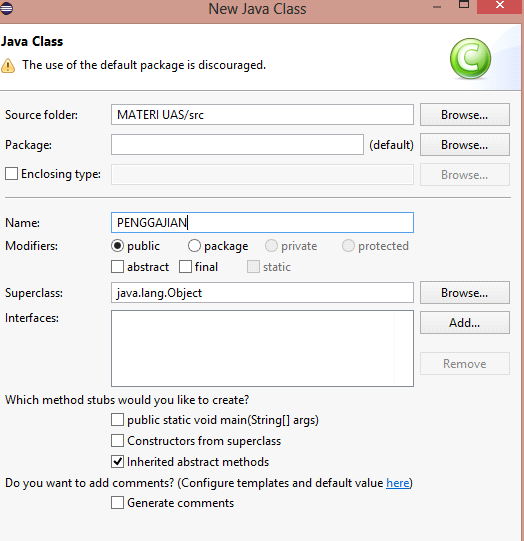 New Java Class
Java Class
The use of the default package is discouraged.
C
Source folder: MATERI UAS/src Browse...
Package: (default) Browse...
Enclosing type: Browse...
Name: PENGGAJIAN
Modifiers: public package private protected
abstract final static
Superclass: java.lang.Object Browse...
Interfaces: Add...
Remove
Which method stubs would you like to create?
public static void main(String[] args)
Constructors from superclass
Inherited abstract methods
Do you want to add comments? (Configure templates and default value here)
Generate comments